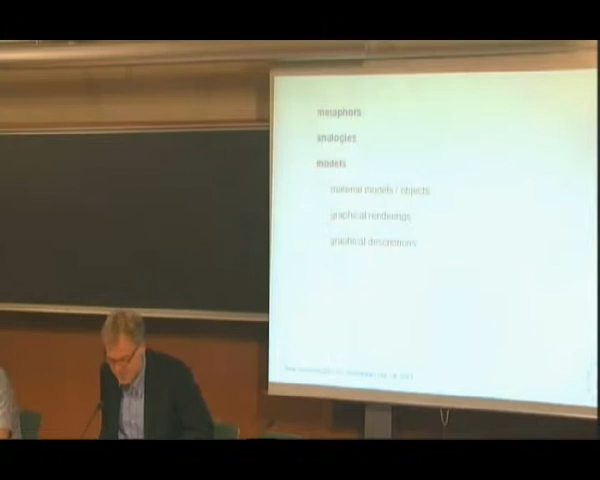 metaphors
analogies
models
material models / objects
graphical renderings
graphical descriptions